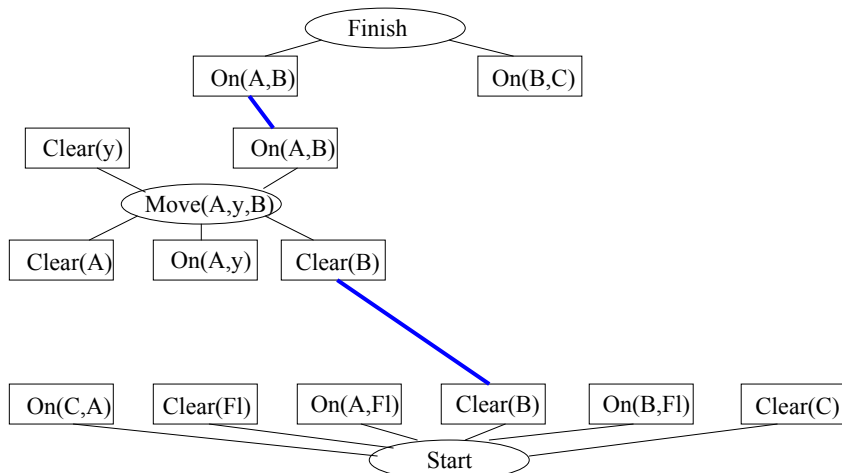 Finish
On(A,B) On(B,C)
Clear(y) On(A,B)
Move(A,y,B)
Clear(A) On(A,y) Clear(B)
On(C,A) Clear(Fl) On(A,Fl) Clear(B) On(B,Fl) Clear(C)
Start